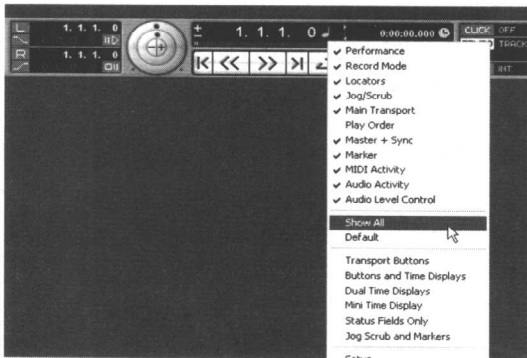 L 1. 1. 1. 0
R 1. 1. 1. 0
1. 1. 1. 0
0:00:00.000
CLICK OFF
TRACK
INT
Performance
Record Mode
Locators
Jog/Scrub
Main Transport
Play Order
Master + Sync
Marker
MIDI Activity
Audio Activity
Audio Level Control
Show All
Default
Transport Buttons
Buttons and Time Displays
Dual Time Displays
Mini Time Display
Status Fields Only
Jog Scrub and Markers